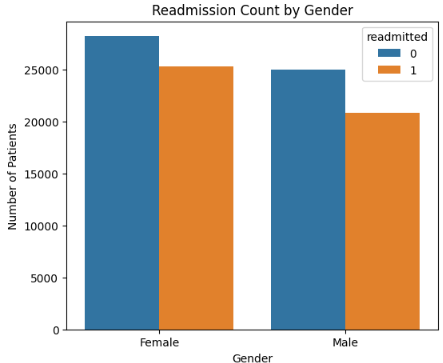 Readmission Count by Gender
readmitted
0
1
Number of Patients
25000
20000
15000
10000
5000
0
Female
Male
Gender